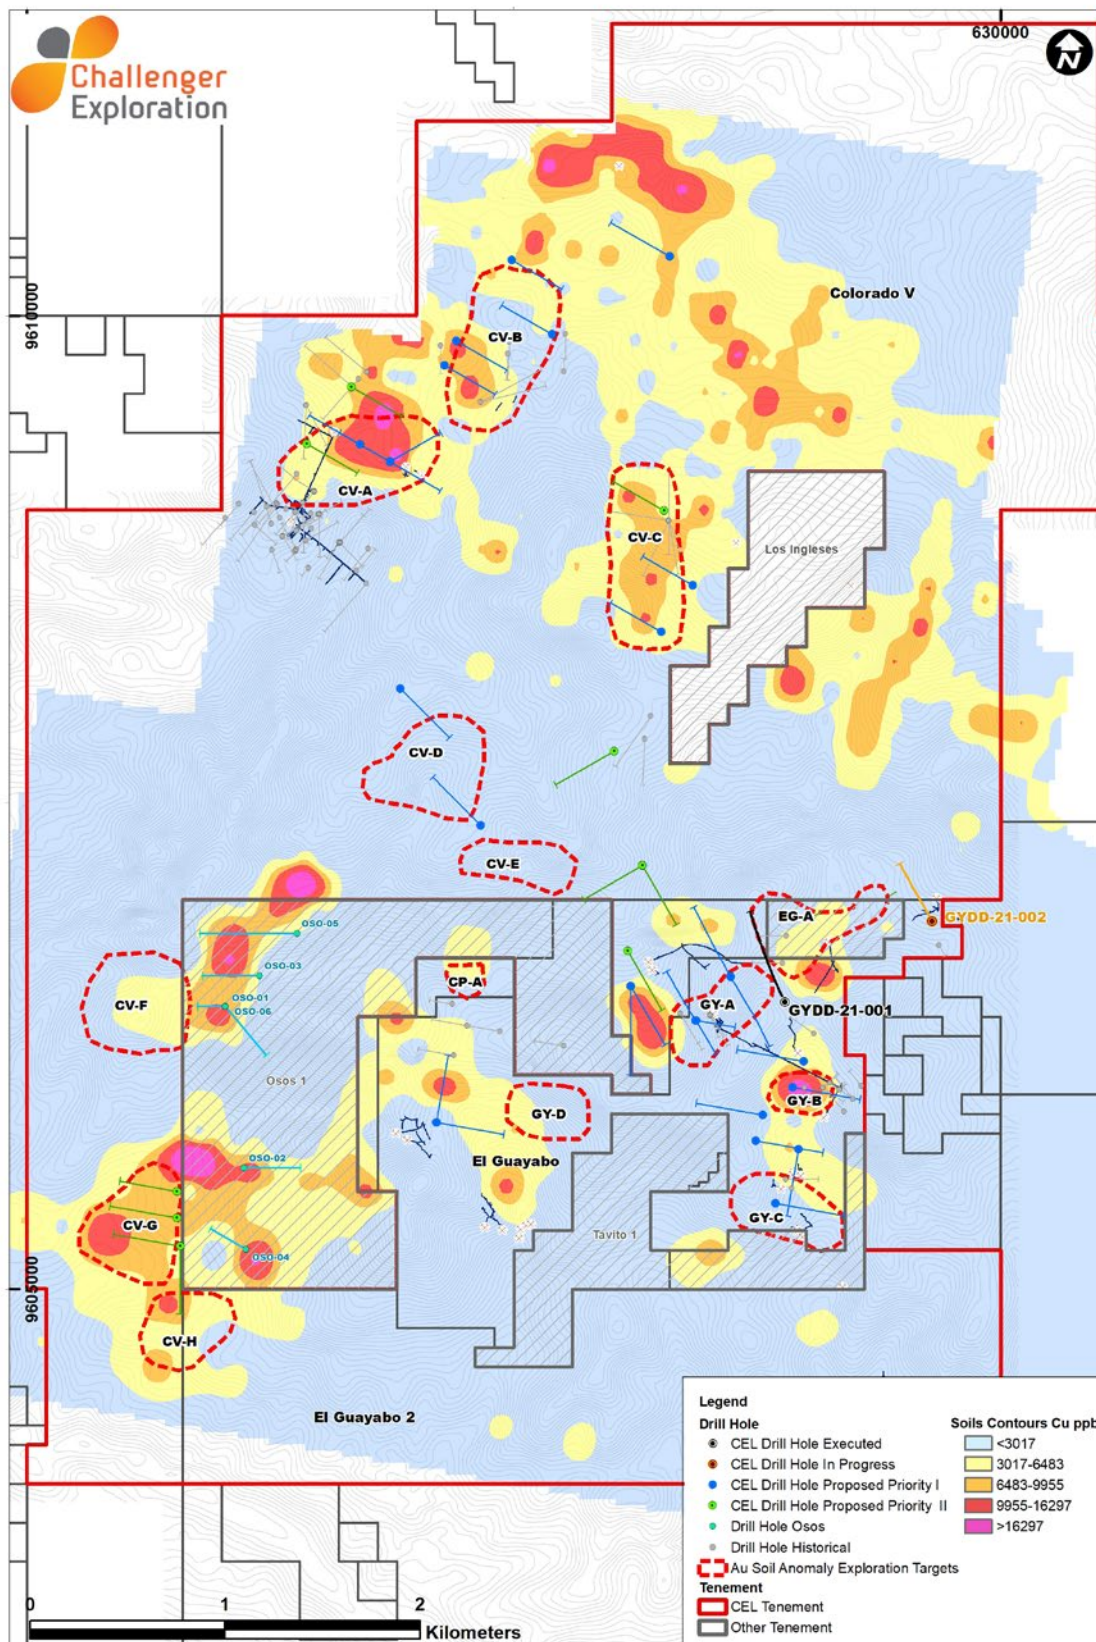 630000
N
Challenger
Exploration
Colorado V
9610000
CV-B
CV-A
CV-C
Los Ingleses
CV-D
CV-E
EG-A
GYDD-21-002
OSO-05
OSO-03
CP-A
CV-F
OSO-01
OSO-06
GY-A
GYDD-21-001
Osos 1
GY-B
GY-D
El Guayabo
OSO-02
CV-G
GY-C
Tavito 1
OSO-04
9605000
CV-H
El Guayabo 2
Legend
Drill Hole
CEL Drill Hole Executed
CEL Drill Hole In Progress
CEL Drill Hole Proposed Priority I
CEL Drill Hole Proposed Priority II
Drill Hole Osos
Drill Hole Historical
Au Soil Anomaly Exploration Targets
Tenement
CEL Tenement
Other Tenement
Soils Contours Cu ppb
<3017
3017-6483
6483-9955
9955-16297
>16297
0 1 2
Kilometers